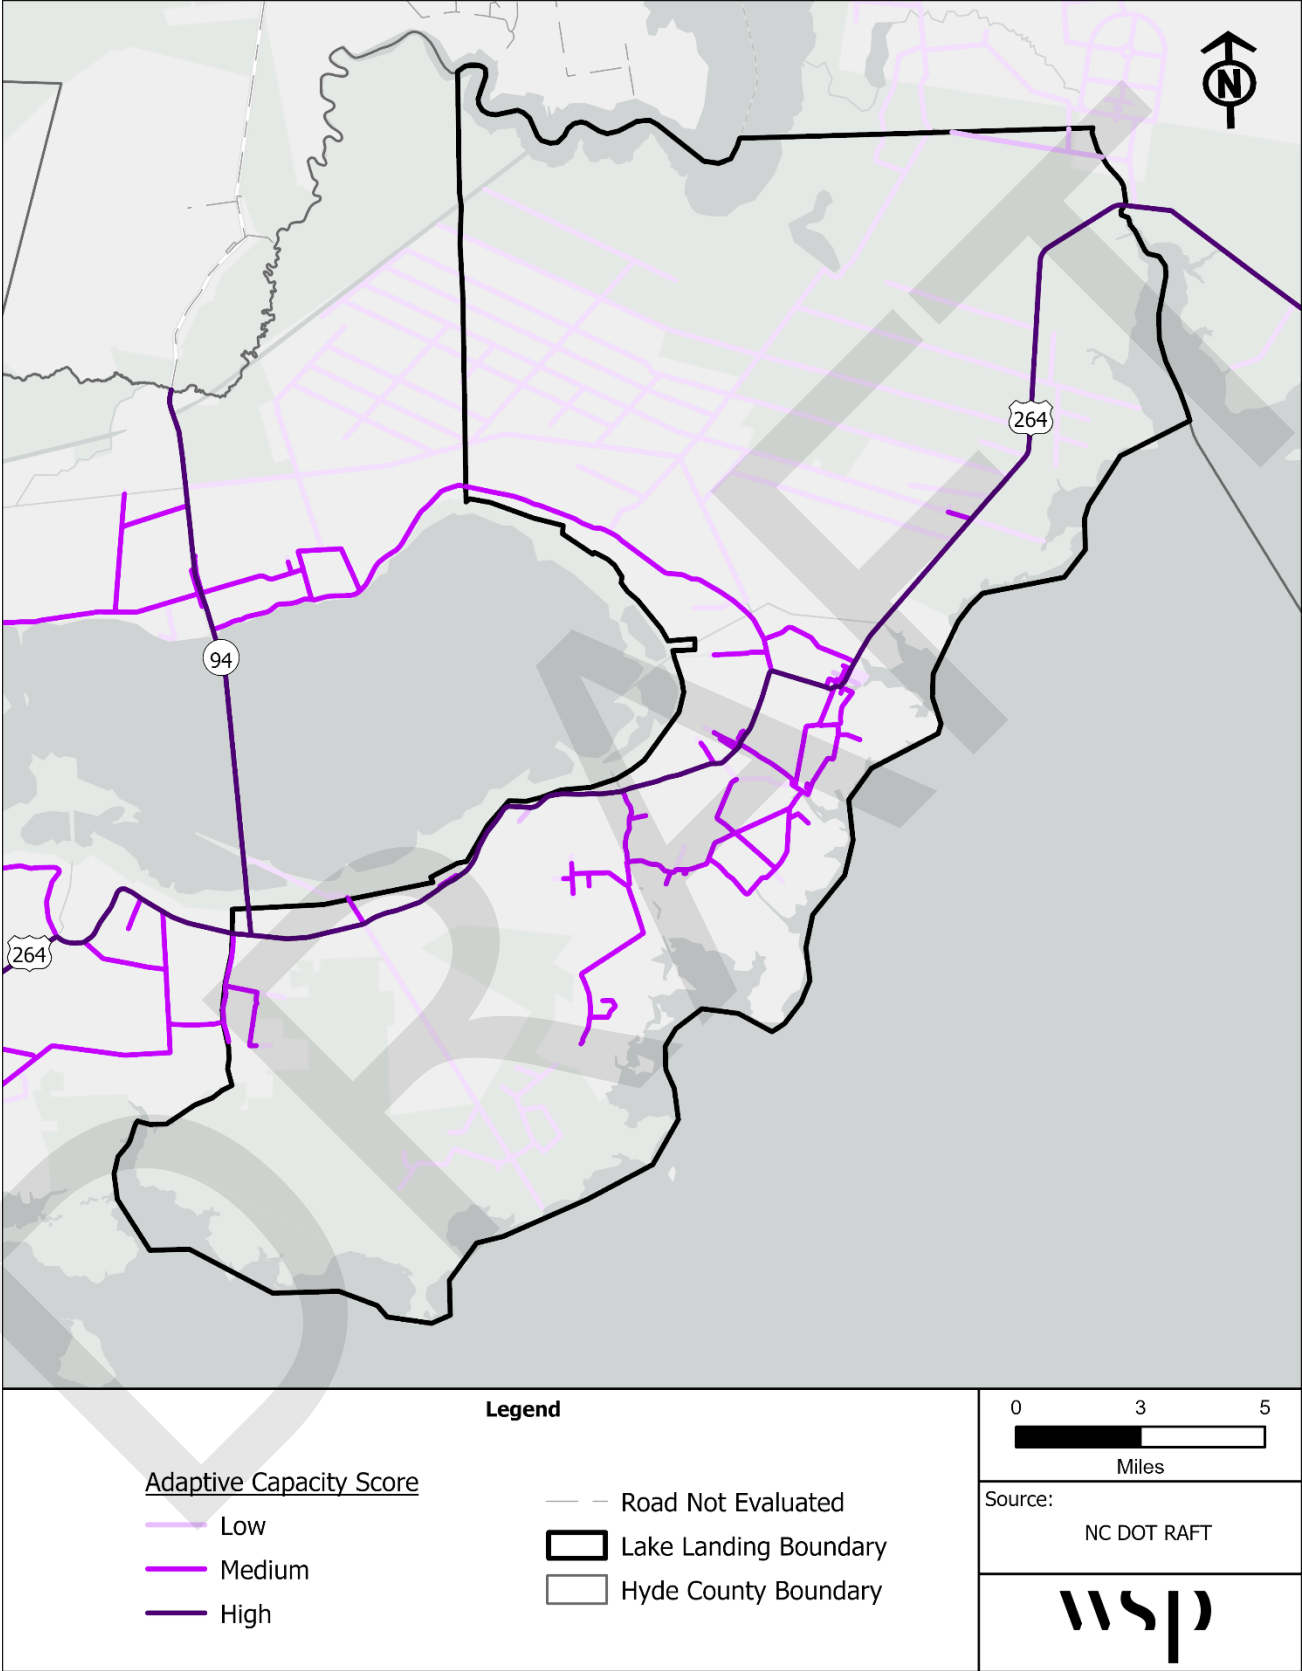 N
264
94
264
DRAFT
Legend
Adaptive Capacity Score
Low
Medium
High
Road Not Evaluated
Lake Landing Boundary
Hyde County Boundary
0 3 5
Miles
Source:
NC DOT RAFT
wsp